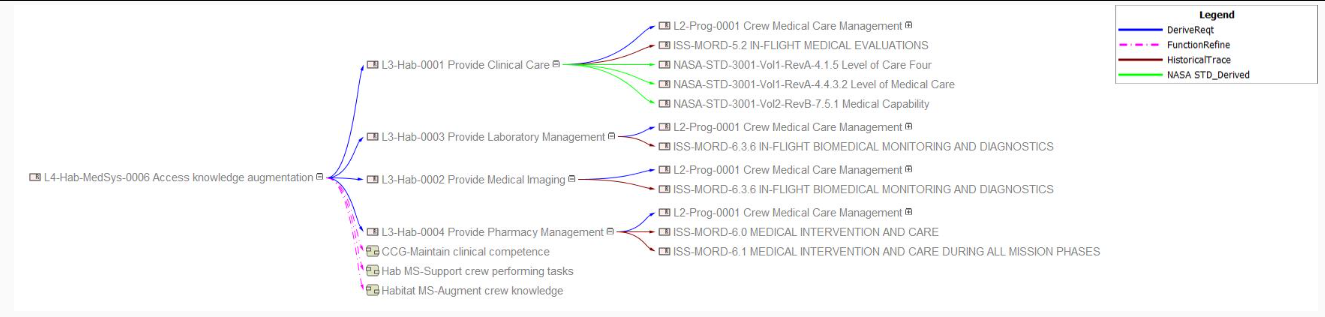 Legend
DeriveReqt
FunctionRefine
HistoricalTrace
NASA STD_Derived
L4-Hab-MedSys-0006 Access knowledge augmentation
L3-Hab-0001 Provide Clinical Care
L2-Prog-0001 Crew Medical Care Management
ISS-MORD-5.2 IN-FLIGHT MEDICAL EVALUATIONS
NASA-STD-3001-Vol1-RevA-4.1.5 Level of Care Four
NASA-STD-3001-Vol1-RevA-4.4.3.2 Level of Medical Care
NASA-STD-3001-Vol2-RevB-7.5.1 Medical Capability
L3-Hab-0003 Provide Laboratory Management
L2-Prog-0001 Crew Medical Care Management
ISS-MORD-6.3.6 IN-FLIGHT BIOMEDICAL MONITORING AND DIAGNOSTICS
L3-Hab-0002 Provide Medical Imaging
L2-Prog-0001 Crew Medical Care Management
ISS-MORD-6.3.6 IN-FLIGHT BIOMEDICAL MONITORING AND DIAGNOSTICS
L3-Hab-0004 Provide Pharmacy Management
L2-Prog-0001 Crew Medical Care Management
ISS-MORD-6.0 MEDICAL INTERVENTION AND CARE
ISS-MORD-6.1 MEDICAL INTERVENTION AND CARE DURING ALL MISSION PHASES
CCG-Maintain clinical competence
Hab MS-Support crew performing tasks
Habitat MS-Augment crew knowledge